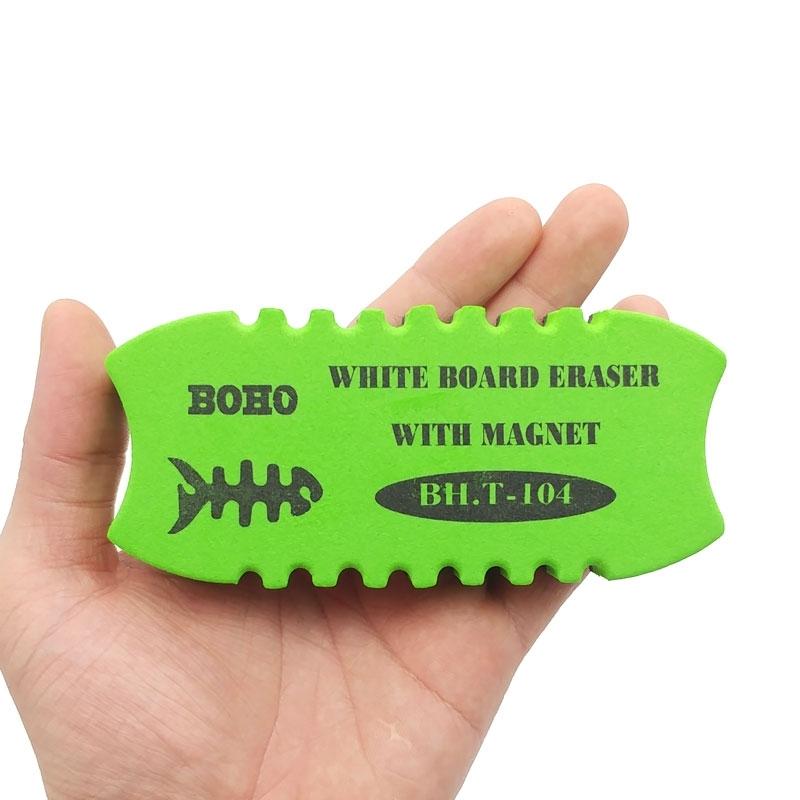 BOHO
WHITE BOARD ERASER
WITH MAGNET
BH.T-104